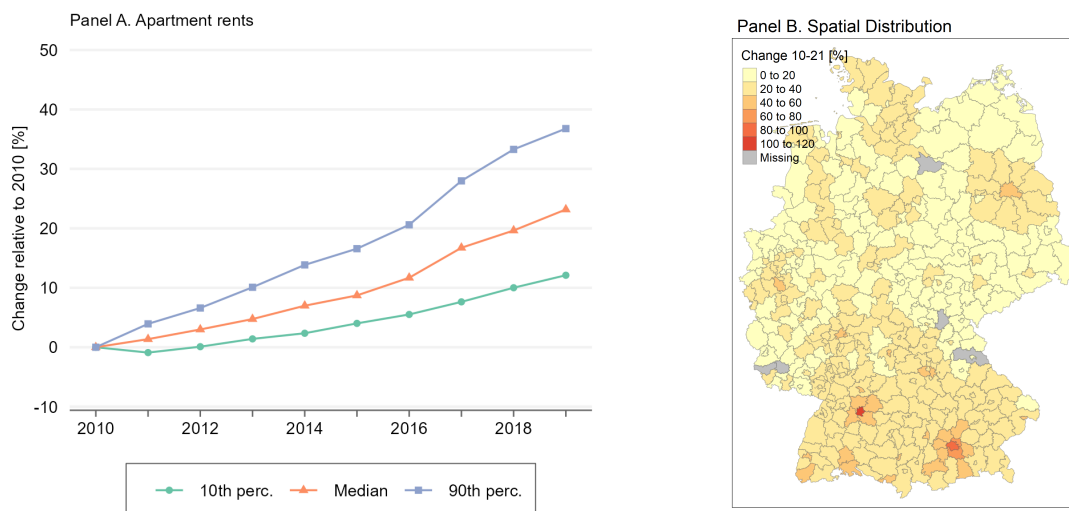 Panel A. Apartment rents
50
40
30
20
10
0
-10
Change relative to 2010 [%]
2010 2012 2014 2016 2018
10th perc. Median 90th perc.
Panel B. Spatial Distribution
Change 10-21 [%]
0 to 20
20 to 40
40 to 60
60 to 80
80 to 100
100 to 120
Missing